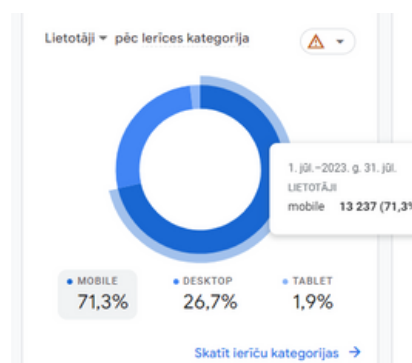 Lietotāji pēc Ierīces kategorija
1. jūl.–2023. g. 31. jūl.
LIETOTĀJI
mobile 13 237 (71,3%
MOBILE DESKTOP TABLET
71,3% 26,7% 1,9%
Skatīt ierīču kategorijas →